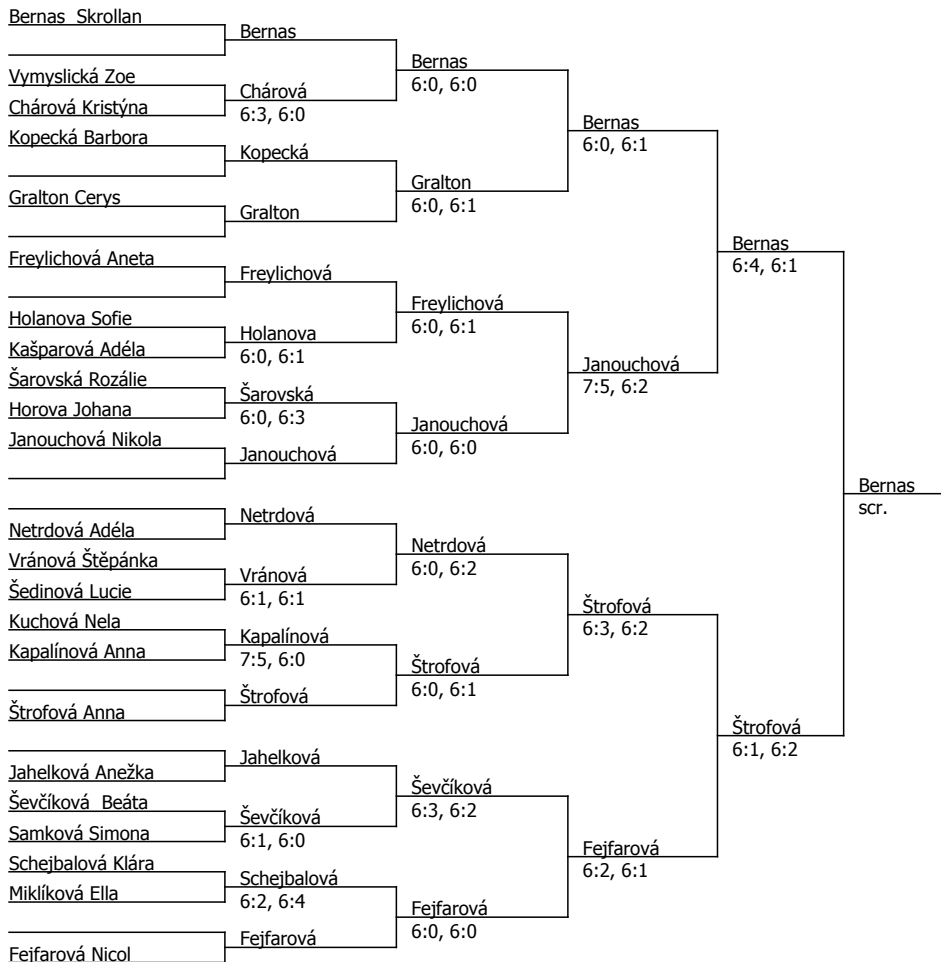 Bernas Skrollan
Vymyslická Zoe
Chárová Kristýna
Kopecká Barbora
Gralton Cerys
Freylichová Aneta
Holanova Sofie
Kašparová Adéla
Šarovská Rozálie
Horova Johana
Janouchová Nikola
Netrdová Adéla
Vránová Štěpánka
Šedinová Lucie
Kuchová Nela
Kapalínová Anna
Štrofová Anna
Jahelková Anežka
Ševčíková Beáta
Samková Simona
Schejbalová Klára
Miklíková Ella
Fejfarová Nicol
Bernas
Chárová
6:3, 6:0
Kopecká
Gralton
Freylichová
Holanova
6:0, 6:1
Šarovská
6:0, 6:3
Janouchová
Netrdová
Vránová
6:1, 6:1
Kapalínová
7:5, 6:0
Štrofová
Jahelková
Ševčíková
6:1, 6:0
Schejbalová
6:2, 6:4
Fejfarová
Bernas
6:0, 6:0
Gralton
6:0, 6:1
Freylichová
6:0, 6:1
Janouchová
6:0, 6:0
Netrdová
6:0, 6:2
Štrofová
6:0, 6:1
Ševčíková
6:3, 6:2
Fejfarová
6:0, 6:0
Bernas
6:0, 6:1
Janouchová
7:5, 6:2
Štrofová
6:3, 6:2
Fejfarová
6:2, 6:1
Bernas
6:4, 6:1
Štrofová
6:1, 6:2
Bernas
scr.